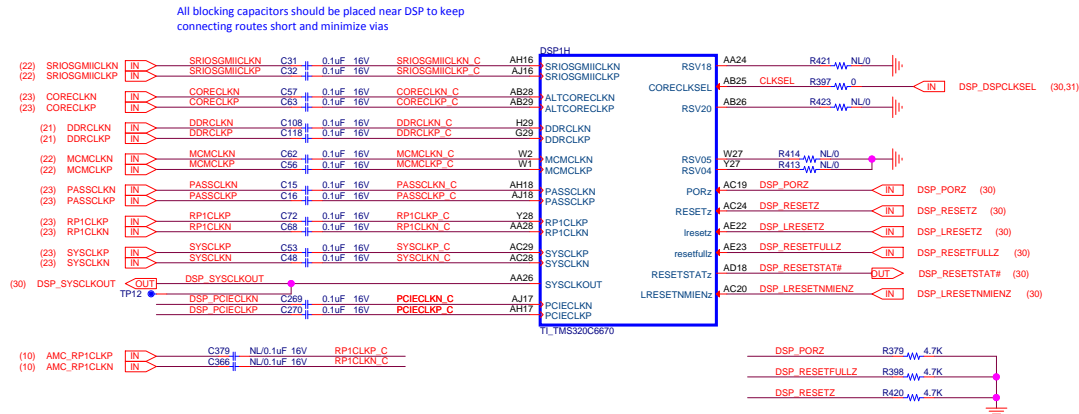 All blocking capacitors should be placed near DSP to keep
connecting routes short and minimize vias
DSP1H
(22) SRIOSGMIICLKN IN SRIOSGMIICLKN C31 0.1uF 16V SRIOSGMIICLKN_C AH16 SRIOSGMIICLKN
(22) SRIOSGMIICLKP IN SRIOSGMIICLKP C32 0.1uF 16V SRIOSGMIICLKP_C AJ16 SRIOSGMIICLKP
(23) CORECLKN IN CORECLKN C57 0.1uF 16V CORECLKN_C AB28 ALTCORECLKN
(23) CORECLKP IN CORECLKP C63 0.1uF 16V CORECLKP_C AB29 ALTCORECLKP
(21) DDRCLKN IN DDRCLKN C108 0.1uF 16V DDRCLKN_C H29 DDRCLKN
(21) DDRCLKP IN DDRCLKP C118 0.1uF 16V DDRCLKP_C G29 DDRCLKP
(22) MCMCLKN IN MCMCLKN C62 0.1uF 16V MCMCLKN_C W2 MCMCLKN
(22) MCMCLKP IN MCMCLKP C56 0.1uF 16V MCMCLKP_C W1 MCMCLKP
(23) PASSCLKN IN PASSCLKN C15 0.1uF 16V PASSCLKN_C AH18 PASSCLKN
(23) PASSCLKP IN PASSCLKP C16 0.1uF 16V PASSCLKP_C AJ18 PASSCLKP
(23) RP1CLKP IN RP1CLKP C72 0.1uF 16V RP1CLKP_C Y28 RP1CLKP
(23) RP1CLKN IN RP1CLKN C68 0.1uF 16V RP1CLKN_C AA28 RP1CLKN
(23) SYSCLKP IN SYSCLKP C53 0.1uF 16V SYSCLKP_C AC29 SYSCLKP
(23) SYSCLKN IN SYSCLKN C48 0.1uF 16V SYSCLKN_C AC28 SYSCLKN
(30) DSP_SYSCLKOUT OUT DSP_SYSCLKOUT AA26 SYSCLKOUT
TP12
DSP_PCIECLKN C269 0.1uF 16V PCIECLKN_C AJ17 PCIECLKN
DSP_PCIECLKP C270 0.1uF 16V PCIECLKP_C AH17 PCIECLKP
TI_TMS320C6670
RSV18 AA24 R421 NL/0
CORECLKSEL AB25 CLKSEL R397 0 IN DSP_DSPCLKSEL (30,31)
RSV20 AB26 R423 NL/0
RSV05 W27 R414 NL/0
RSV04 Y27 R413 NL/0
PORz AC19 DSP_PORZ IN DSP_PORZ (30)
RESETz AC24 DSP_RESETZ IN DSP_RESETZ (30)
lresetz AE22 DSP_LRESETZ IN DSP_LRESETZ (30)
resetfullz AE23 DSP_RESETFULLZ IN DSP_RESETFULLZ (30)
RESETSTATz AD18 DSP_RESETSTAT# OUT DSP_RESETSTAT# (30)
LRESETNMIENz AC20 DSP_LRESETNMIENZ IN DSP_LRESETNMIENZ (30)
(10) AMC_RP1CLKP IN C379 NL/0.1uF 16V RP1CLKP_C
(10) AMC_RP1CLKN IN C366 NL/0.1uF 16V RP1CLKN_C
DSP_PORZ R379 4.7K
DSP_RESETFULLZ R398 4.7K
DSP_RESETZ R420 4.7K